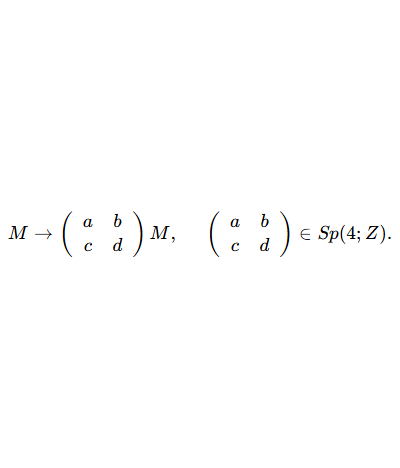 M → ( a b c d ) M, ( a b c d ) ∈ Sp(4; Z).